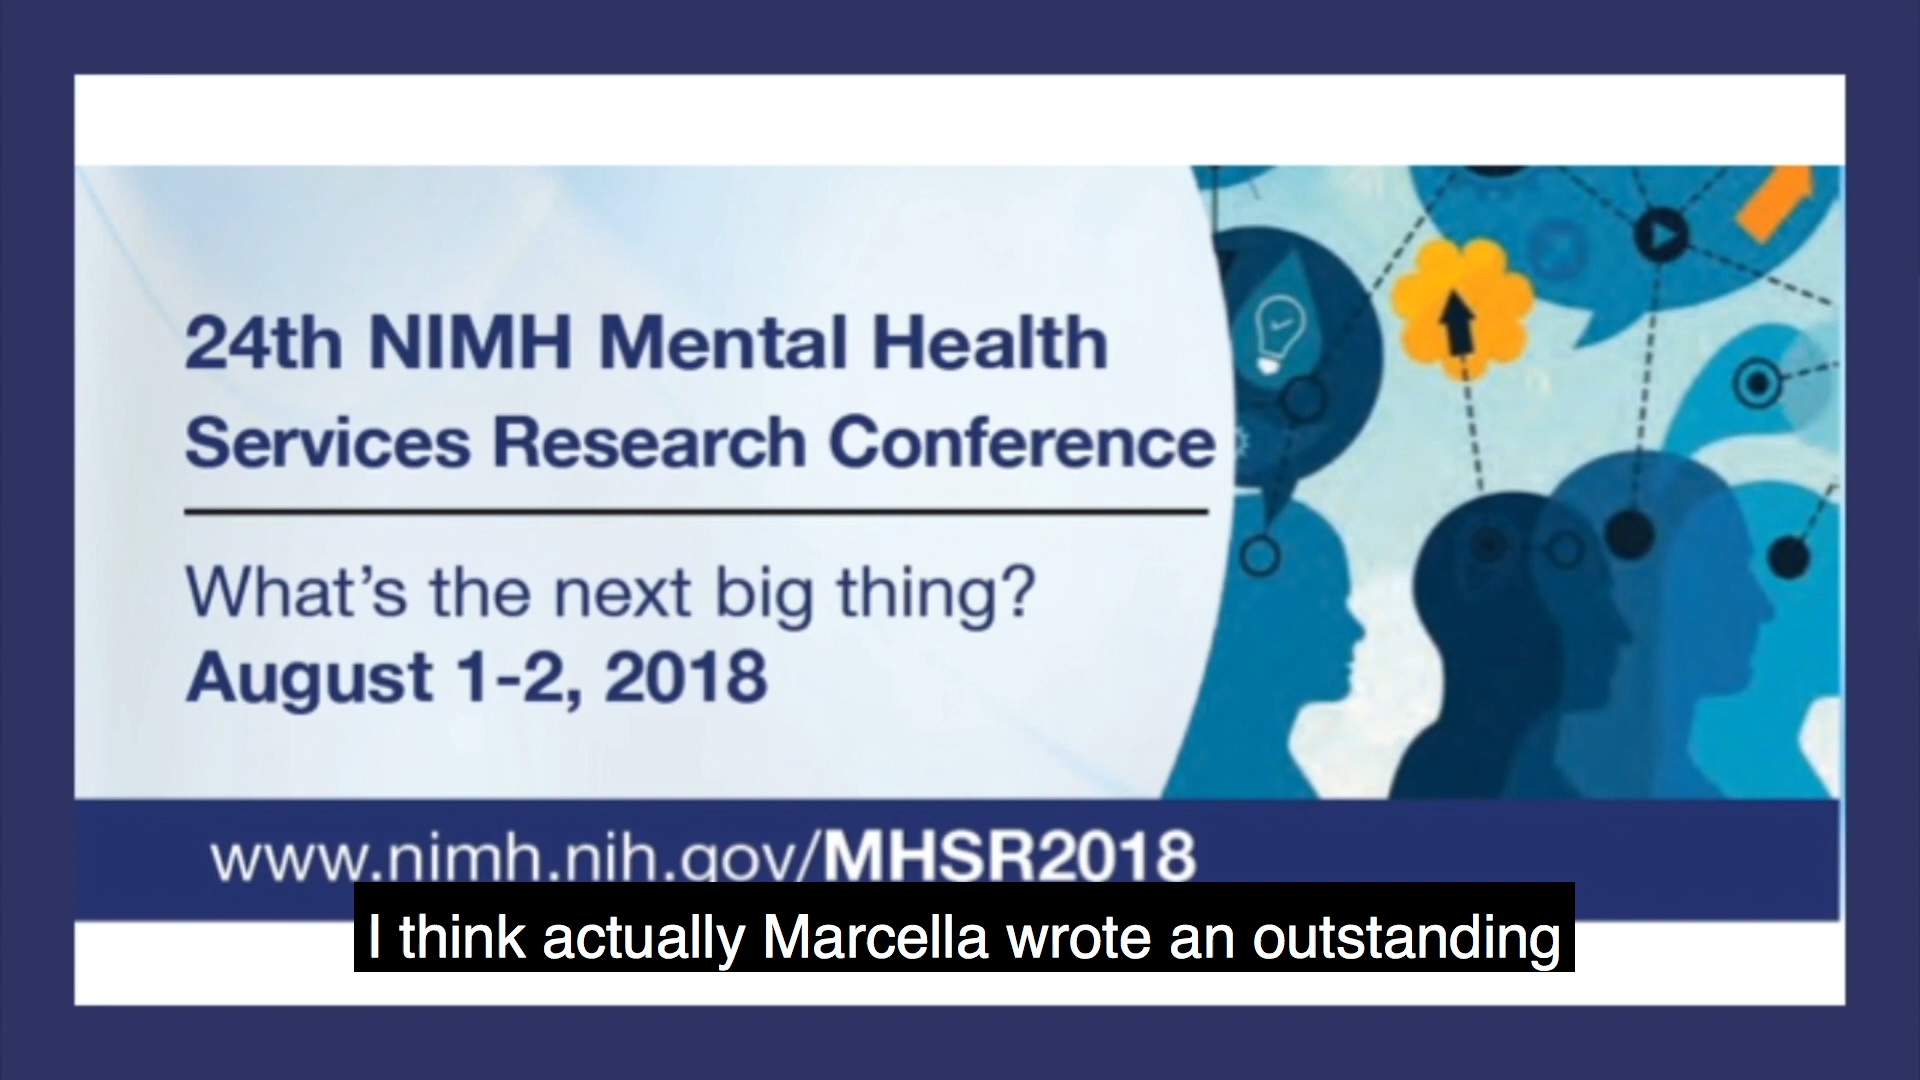 24th NIMH Mental Health
Services Research Conference
What's the next big thing?
August 1-2, 2018
www.nimh.nih.gov/MHSR2018
I think actually Marcella wrote an outstanding